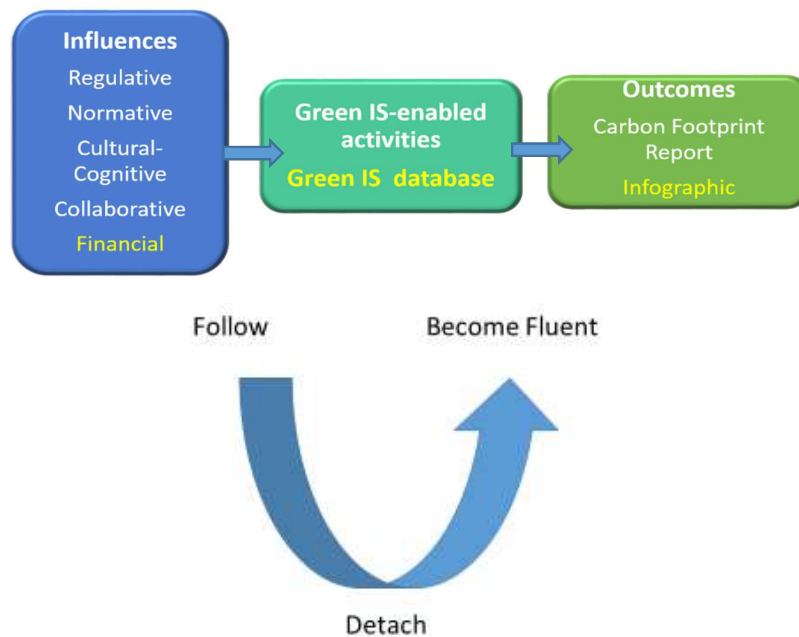 Influences
Regulative
Normative
Cultural-
Cognitive
Collaborative
Financial
Green IS-enabled
activities
Green IS database
Outcomes
Carbon Footprint
Report
Infographic
Follow
Become Fluent
Detach